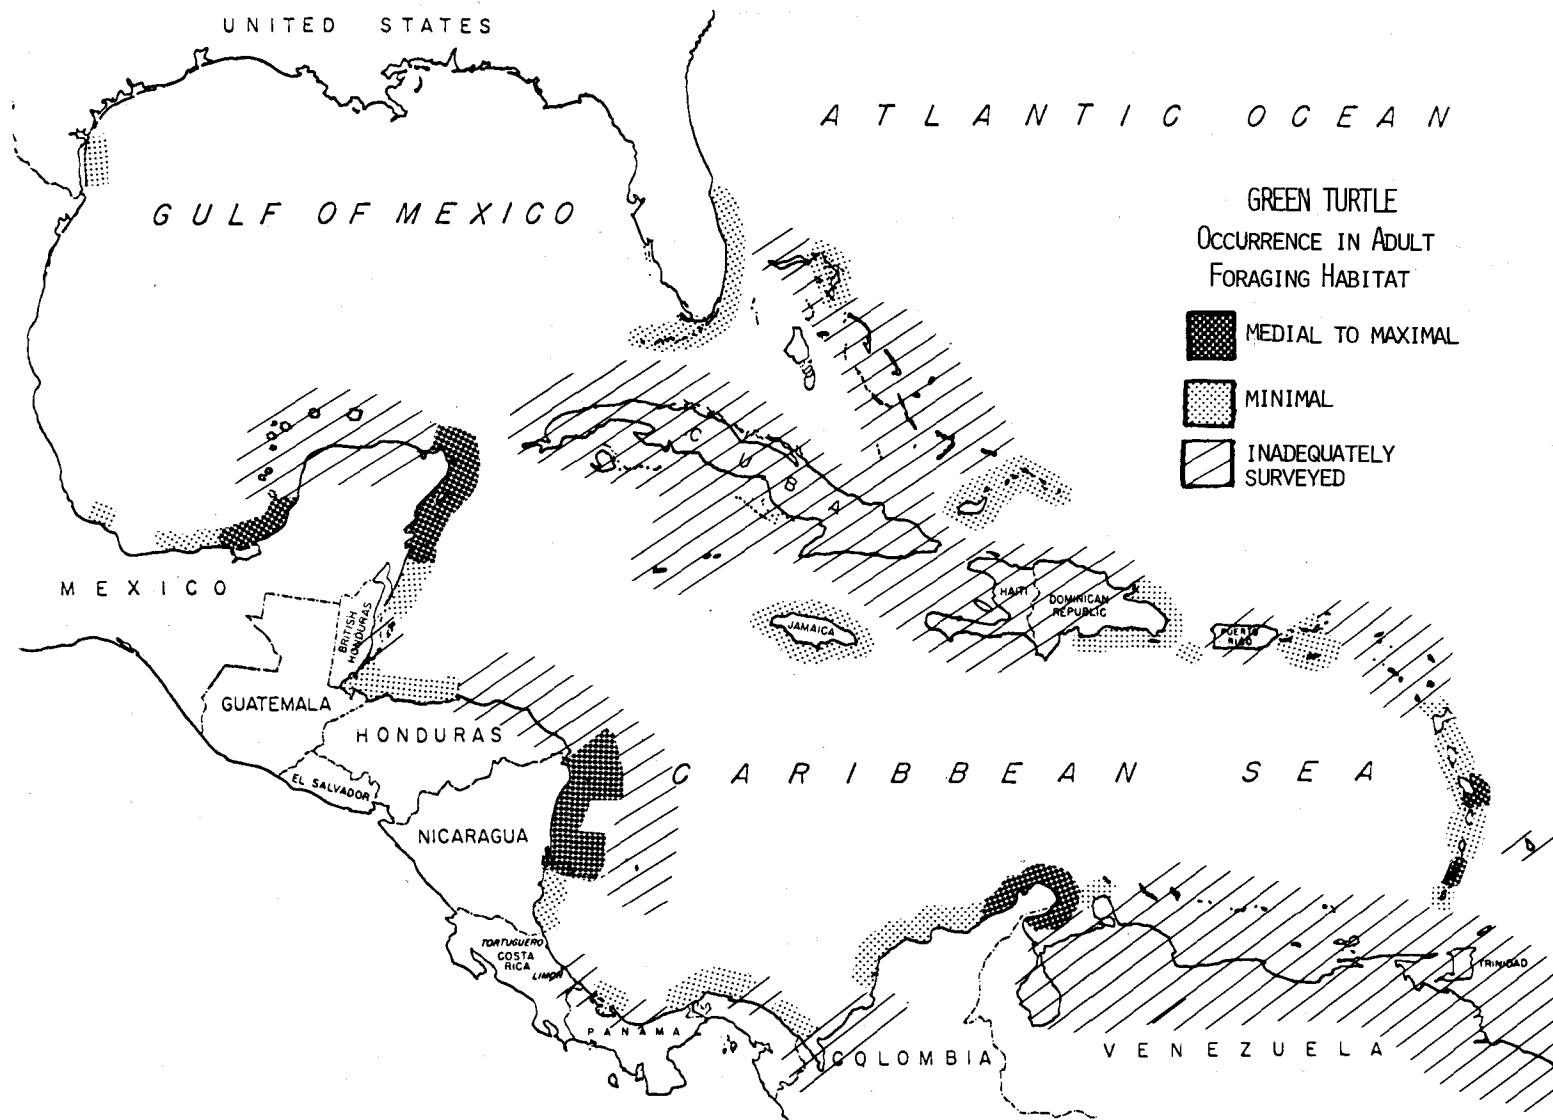 UNITED STATES
ATLANTIC OCEAN
GULF OF MEXICO
GREEN TURTLE
OCCURRENCE IN ADULT
FORAGING HABITAT
MEDIAL TO MAXIMAL
MINIMAL
INADEQUATELY
SURVEYED
CUBA
MEXICO
BRITISH
HONDURAS
HAITI
DOMINICAN
REPUBLIC
JAMAICA
PUERTO
RICO
GUATEMALA
HONDURAS
EL SALVADOR
CARIBBEAN SEA
NICARAGUA
TORTUGUERO
COSTA
RICA
LIMON
TRINIDAD
PANAMA
COLOMBIA
VENEZUELA